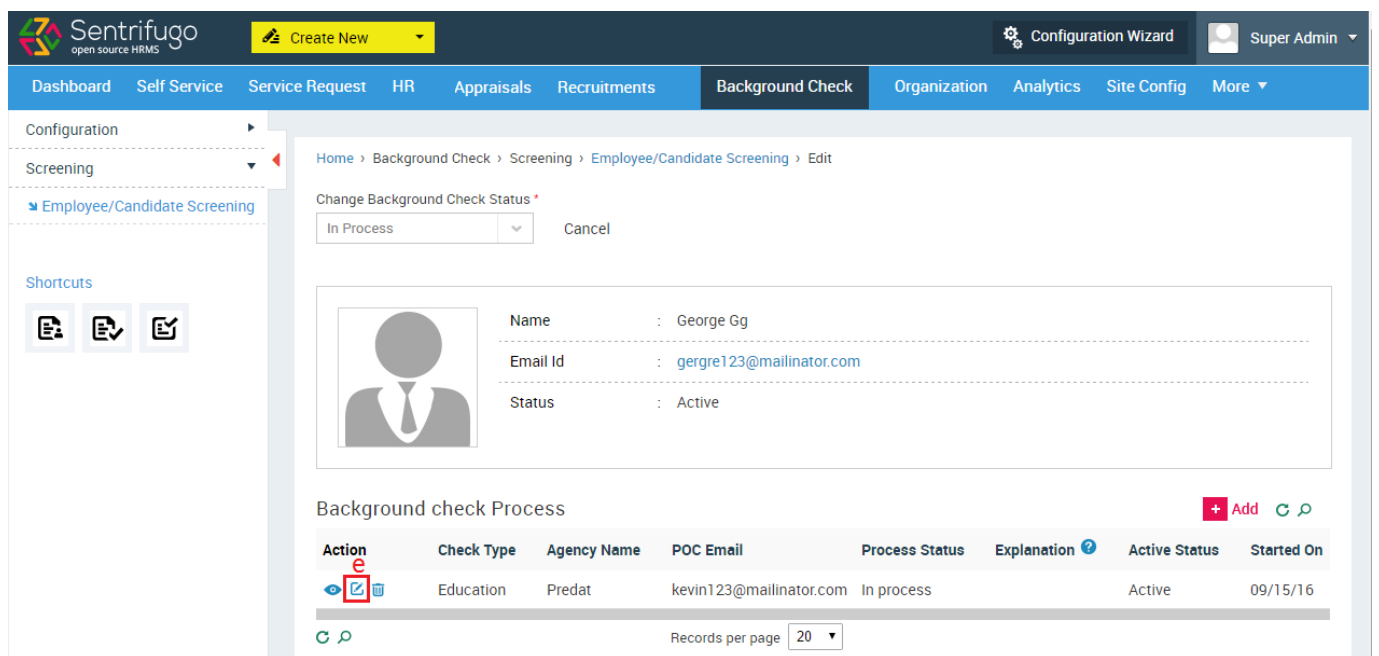 Sentrifugo
open source HRMS
Create New
Configuration Wizard
Super Admin
Dashboard Self Service Service Request HR Appraisals Recruitments Background Check Organization Analytics Site Config More
Configuration
Screening
Employee/Candidate Screening
Shortcuts
Home › Background Check › Screening › Employee/Candidate Screening › Edit
Change Background Check Status *
In Process Cancel
Name : George Gg
Email Id : gergre123@mailinator.com
Status : Active
Background check Process
+ Add
Action Check Type Agency Name POC Email Process Status Explanation ? Active Status Started On
e
Education Predat kevin123@mailinator.com In process Active 09/15/16
Records per page 20